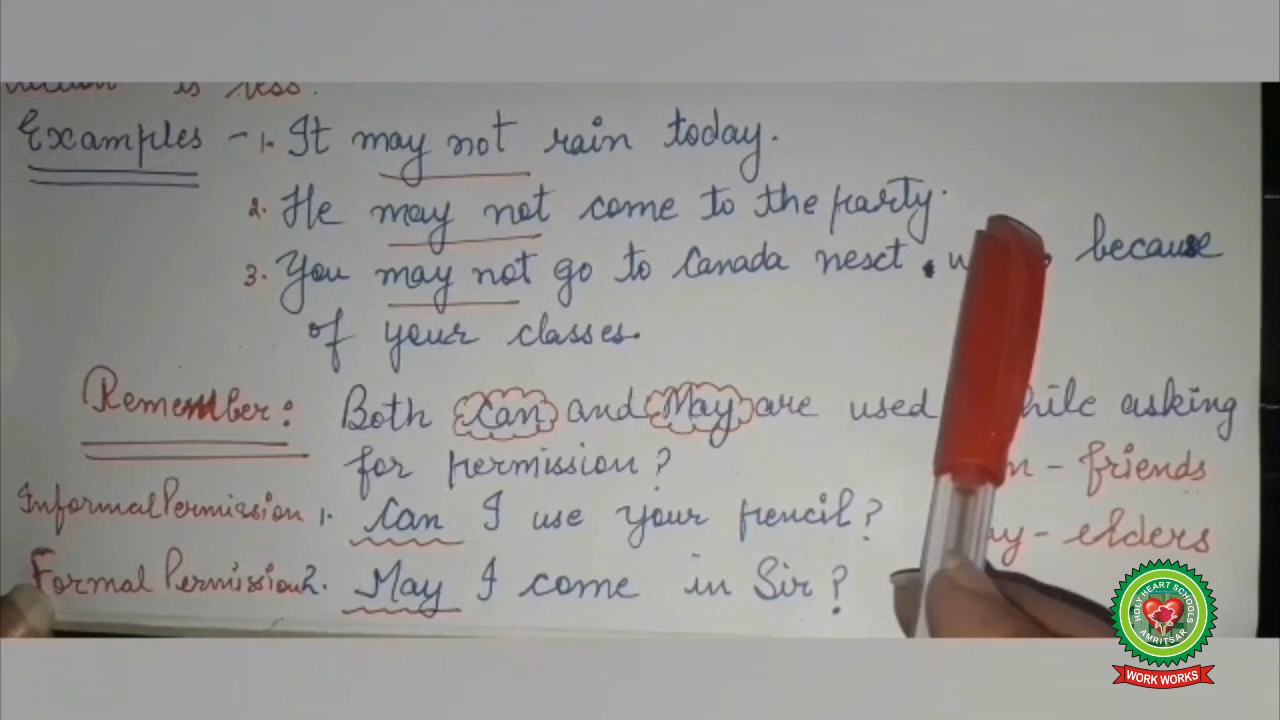 is less.
Examples - 1. It may not rain today.
2. He may not come to the party.
3. You may not go to Canada next because
of your classes.
Remember: Both Can and May are used asking
for permission? - friends
Informal Permission 1. Can I use your pencil?
- elders
Formal Permission 2. May I come in Sir?
HOLY HEART SCHOOLS
AMRITSAR
WORK WORKS